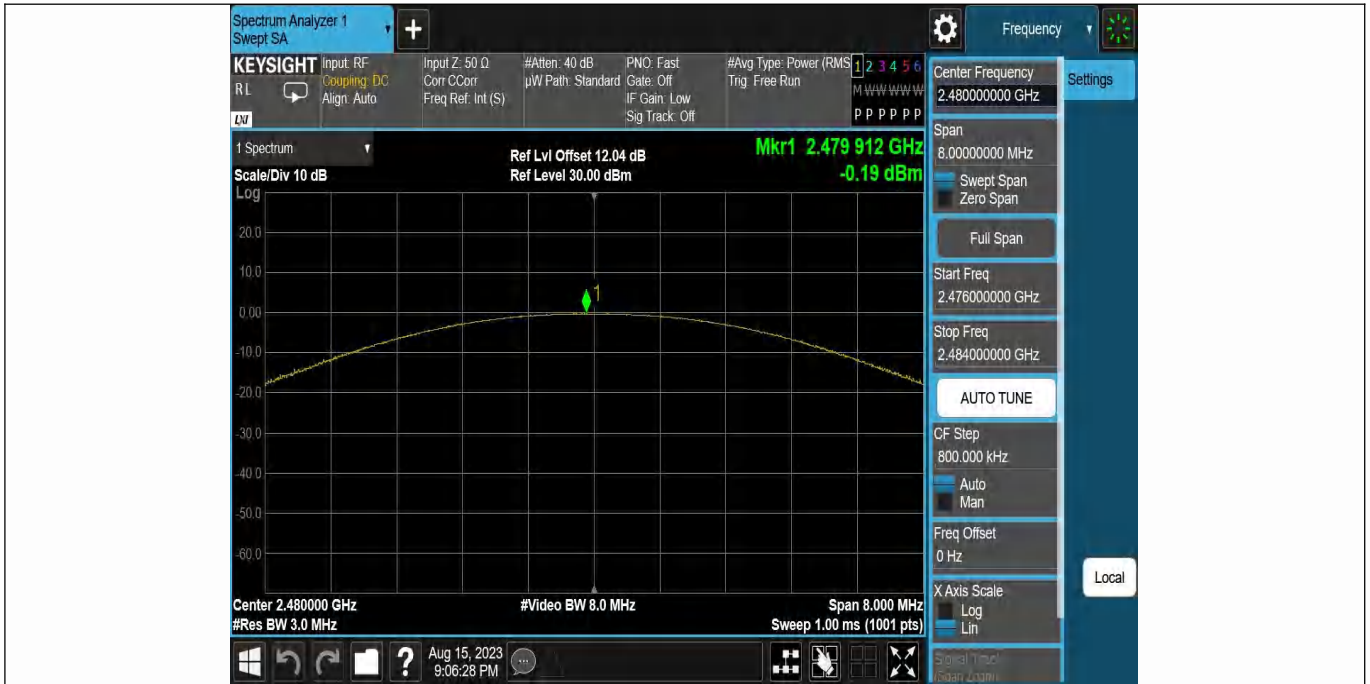 Spectrum Analyzer 1
Swept SA
+
Frequency
KEYSIGHT
RL
LXI
Input: RF
Coupling: DC
Align: Auto
Input Z: 50 Ω
Corr CCorr
Freq Ref: Int (S)
#Atten: 40 dB
µW Path: Standard
PNO: Fast
Gate: Off
IF Gain: Low
Sig Track: Off
#Avg Type: Power (RMS
Trig: Free Run
1 2 3 4 5 6
M W W W W W
P P P P P P
1 Spectrum
Scale/Div 10 dB
Log
Ref Lvl Offset 12.04 dB
Ref Level 30.00 dBm
Mkr1 2.479 912 GHz
-0.19 dBm
1
20.0
10.0
0.00
-10.0
-20.0
-30.0
-40.0
-50.0
-60.0
Center 2.480000 GHz
#Res BW 3.0 MHz
#Video BW 8.0 MHz
Span 8.000 MHz
Sweep 1.00 ms (1001 pts)
Center Frequency
2.480000000 GHz
Settings
Span
8.00000000 MHz
Swept Span
Zero Span
Full Span
Start Freq
2.476000000 GHz
Stop Freq
2.484000000 GHz
AUTO TUNE
CF Step
800.000 kHz
Auto
Man
Freq Offset
0 Hz
X Axis Scale
Log
Lin
Signal Track
(Span Zoom)
Local
?
Aug 15, 2023
9:06:28 PM